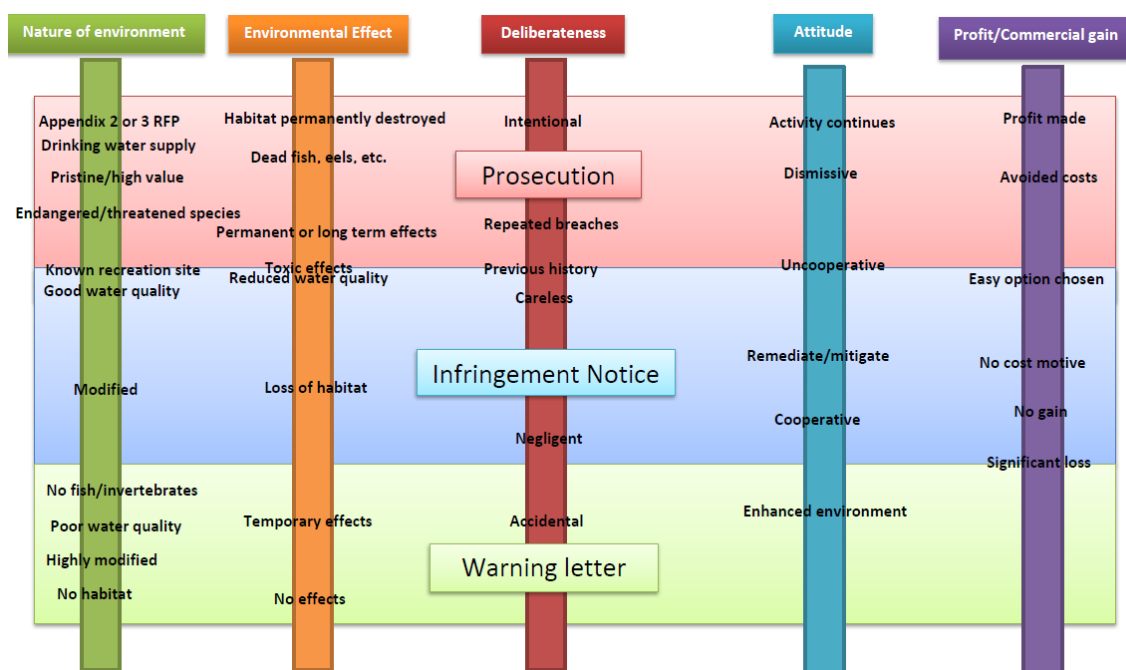 Nature of environment
Environmental Effect
Deliberateness
Attitude
Profit/Commercial gain
Appendix 2 or 3 RFP
Drinking water supply
Pristine/high value
Endangered/threatened species
Known recreation site
Good water quality
Modified
No fish/invertebrates
Poor water quality
Highly modified
No habitat
Habitat permanently destroyed
Dead fish, eels, etc.
Permanent or long term effects
Toxic effects
Reduced water quality
Loss of habitat
Temporary effects
No effects
Intentional
Prosecution
Repeated breaches
Previous history
Careless
Infringement Notice
Negligent
Accidental
Warning letter
Activity continues
Dismissive
Uncooperative
Remediate/mitigate
Cooperative
Enhanced environment
Profit made
Avoided costs
Easy option chosen
No cost motive
No gain
Significant loss